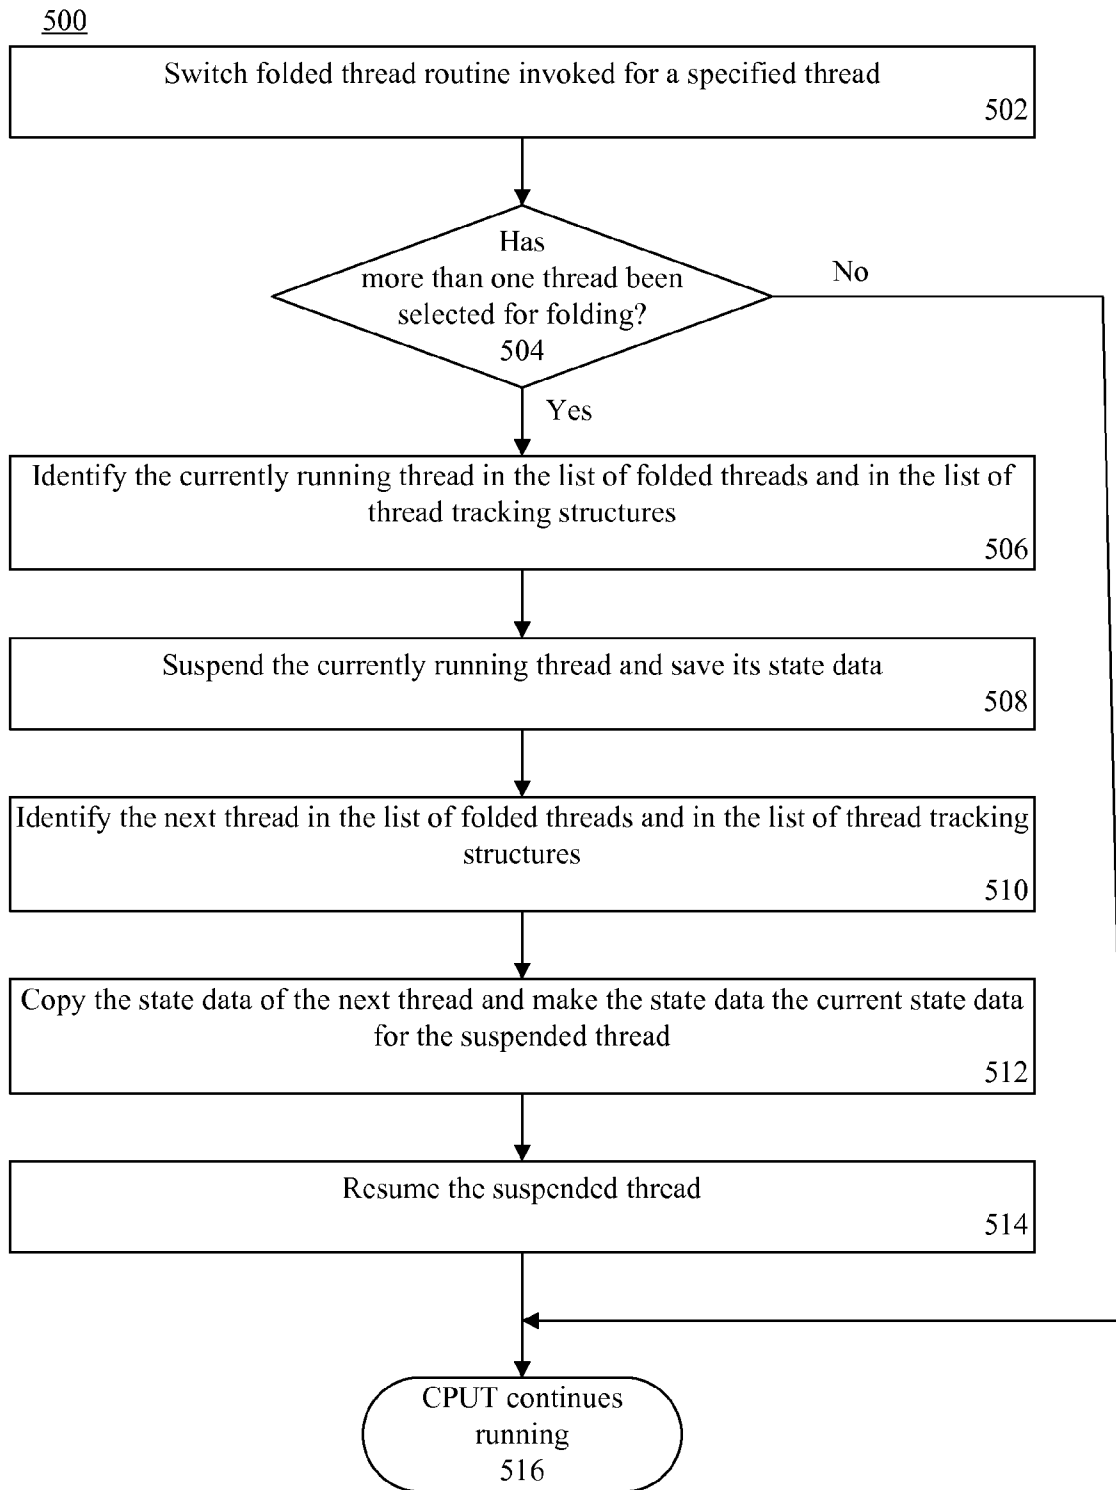 500
Switch folded thread routine invoked for a specified thread
502
Has
more than one thread been
selected for folding?
504
No
Yes
Identify the currently running thread in the list of folded threads and in the list of
thread tracking structures
506
Suspend the currently running thread and save its state data
508
Identify the next thread in the list of folded threads and in the list of thread tracking
structures
510
Copy the state data of the next thread and make the state data the current state data
for the suspended thread
512
Resume the suspended thread
514
CPUT continues
running
516